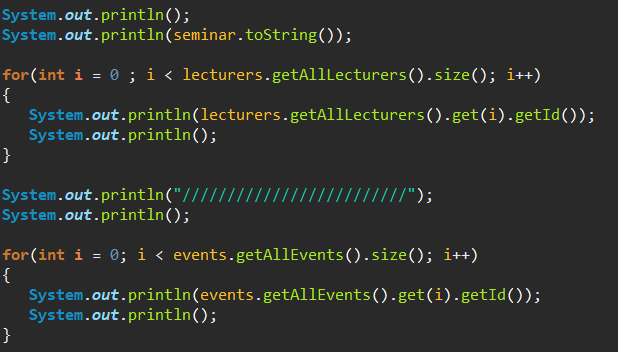 System.out.println();
System.out.println(seminar.toString());
for(int i = 0 ; i < lecturers.getAllLecturers().size(); i++)
{
System.out.println(lecturers.getAllLecturers().get(i).getId());
System.out.println();
}
System.out.println("/////////////////////////");
System.out.println();
for(int i = 0; i < events.getAllEvents().size(); i++)
{
System.out.println(events.getAllEvents().get(i).getId());
System.out.println();
}